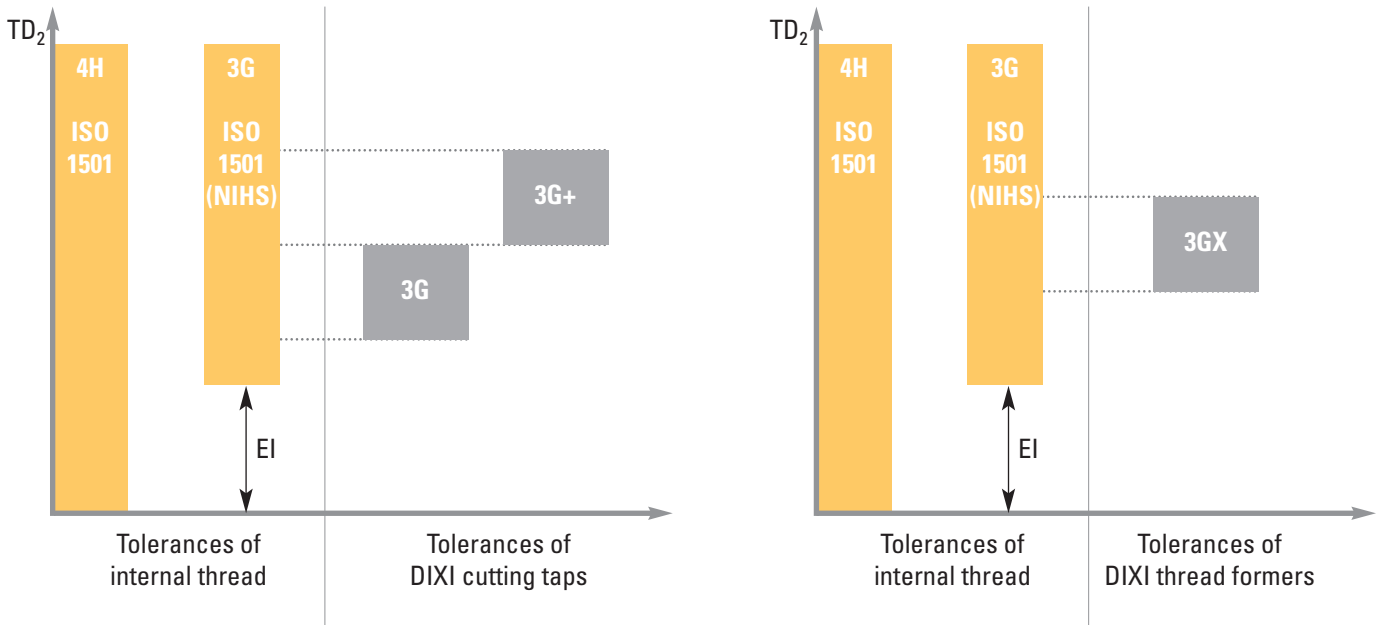 TD₂
4H
ISO
1501
3G
ISO
1501
(NIHS)
3G+
3G
EI
Tolerances of
internal thread
Tolerances of
DIXI cutting taps
4H
ISO
1501
3G
ISO
1501
(NIHS)
3GX
EI
Tolerances of
internal thread
Tolerances of
DIXI thread formers
TD₂